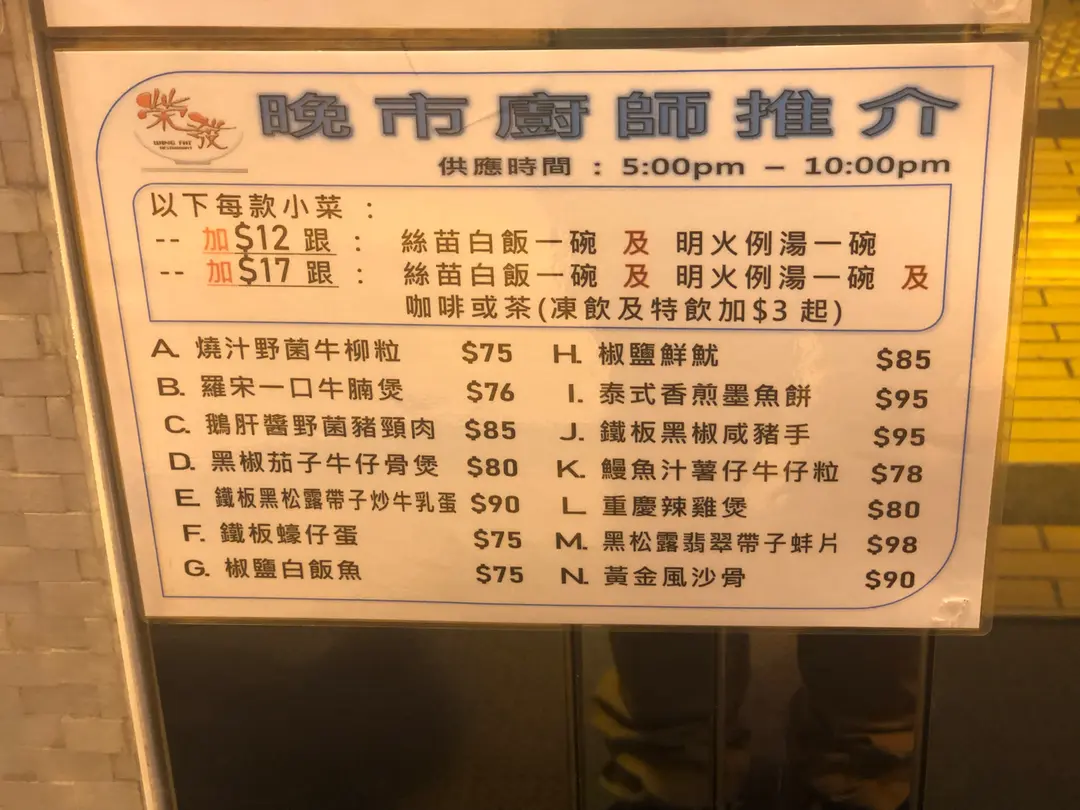 榮發
晚市廚師推介
供應時間 : 5:00pm – 10:00pm
以下每款小菜 :
-- 加$12 跟 : 絲苗白飯一碗 及 明火例湯一碗
-- 加$17 跟 : 絲苗白飯一碗 及 明火例湯一碗 及
咖啡或茶(凍飲及特飲加$3 起)
A. 燒汁野菌牛柳粒 $75
B. 羅宋一口牛腩煲 $76
C. 鵝肝醬野菌豬頸肉 $85
D. 黑椒茄子牛仔骨煲 $80
E. 鐵板黑松露帶子炒牛乳蛋 $90
F. 鐵板蠔仔蛋 $75
G. 椒鹽白飯魚 $75
H. 椒鹽鮮魷 $85
I. 泰式香煎墨魚餅 $95
J. 鐵板黑椒咸豬手 $95
K. 鰻魚汁薯仔牛仔粒 $78
L. 重慶辣雞煲 $80
M. 黑松露翡翠帶子蚌片 $98
N. 黃金風沙骨 $90